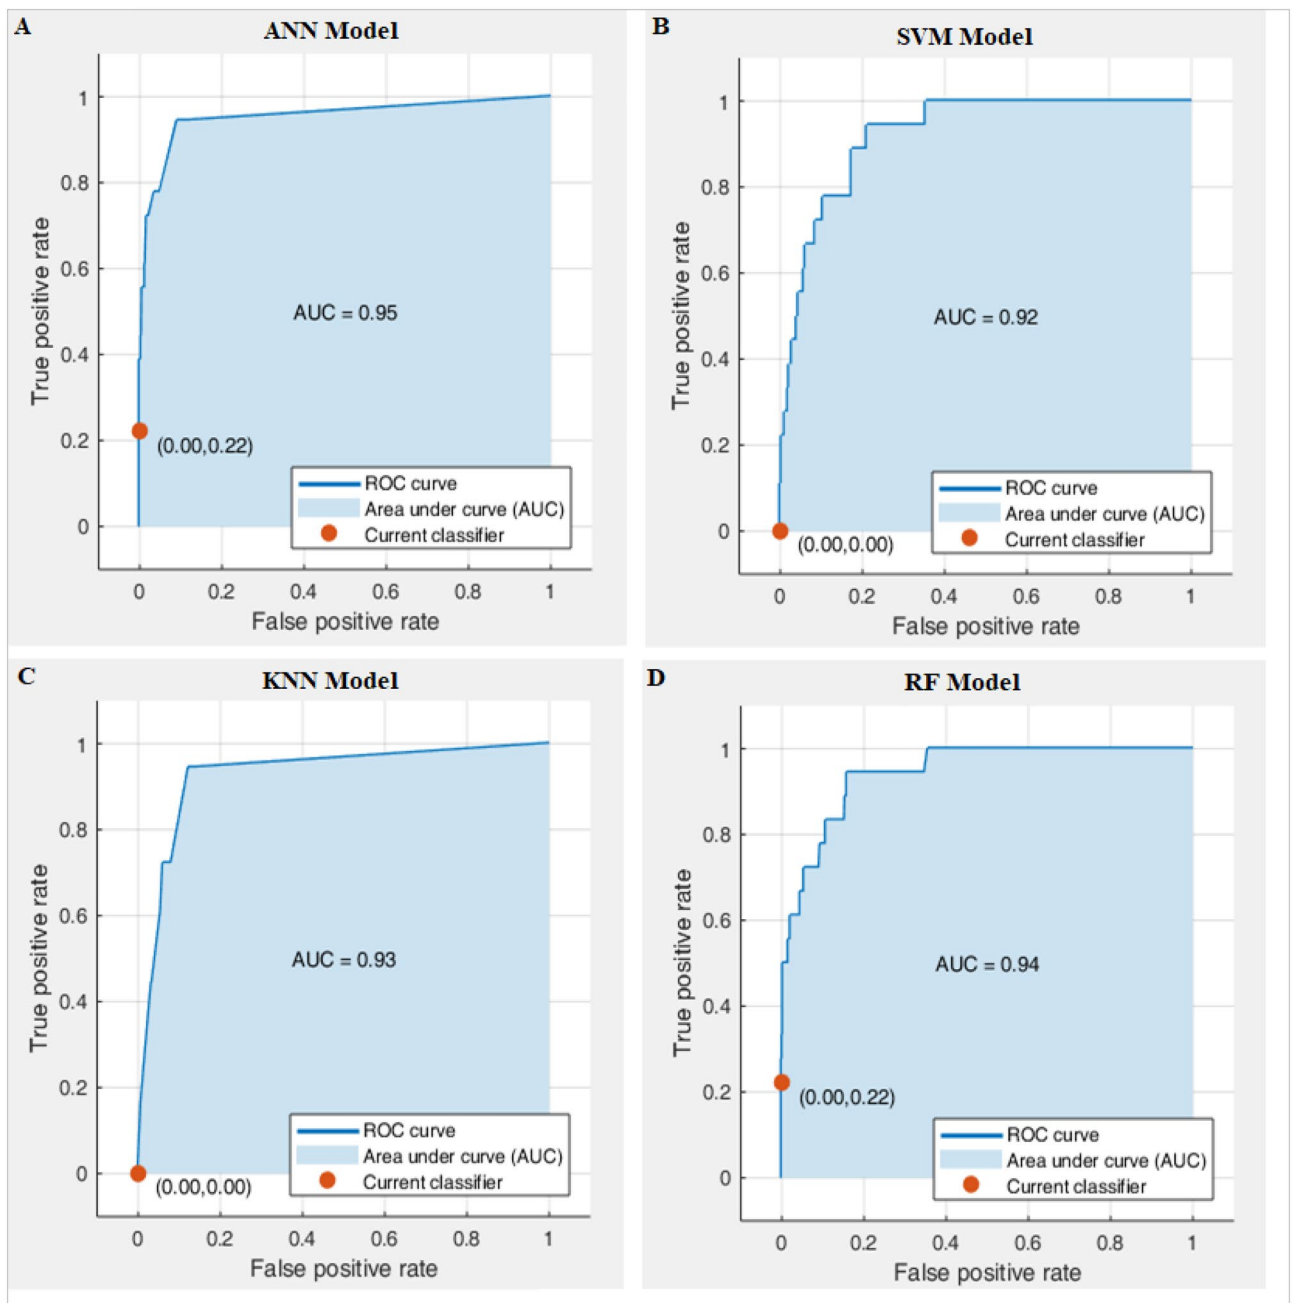 A
ANN Model
1
0.8
0.6
0.4
0.2
0
True positive rate
AUC = 0.95
(0.00,0.22)
ROC curve
Area under curve (AUC)
Current classifier
0 0.2 0.4 0.6 0.8 1
False positive rate
B
SVM Model
1
0.8
0.6
0.4
0.2
0
True positive rate
AUC = 0.92
(0.00,0.00)
ROC curve
Area under curve (AUC)
Current classifier
0 0.2 0.4 0.6 0.8 1
False positive rate
C
KNN Model
1
0.8
0.6
0.4
0.2
0
True positive rate
AUC = 0.93
(0.00,0.00)
ROC curve
Area under curve (AUC)
Current classifier
0 0.2 0.4 0.6 0.8 1
False positive rate
D
RF Model
1
0.8
0.6
0.4
0.2
0
True positive rate
AUC = 0.94
(0.00,0.22)
ROC curve
Area under curve (AUC)
Current classifier
0 0.2 0.4 0.6 0.8 1
False positive rate